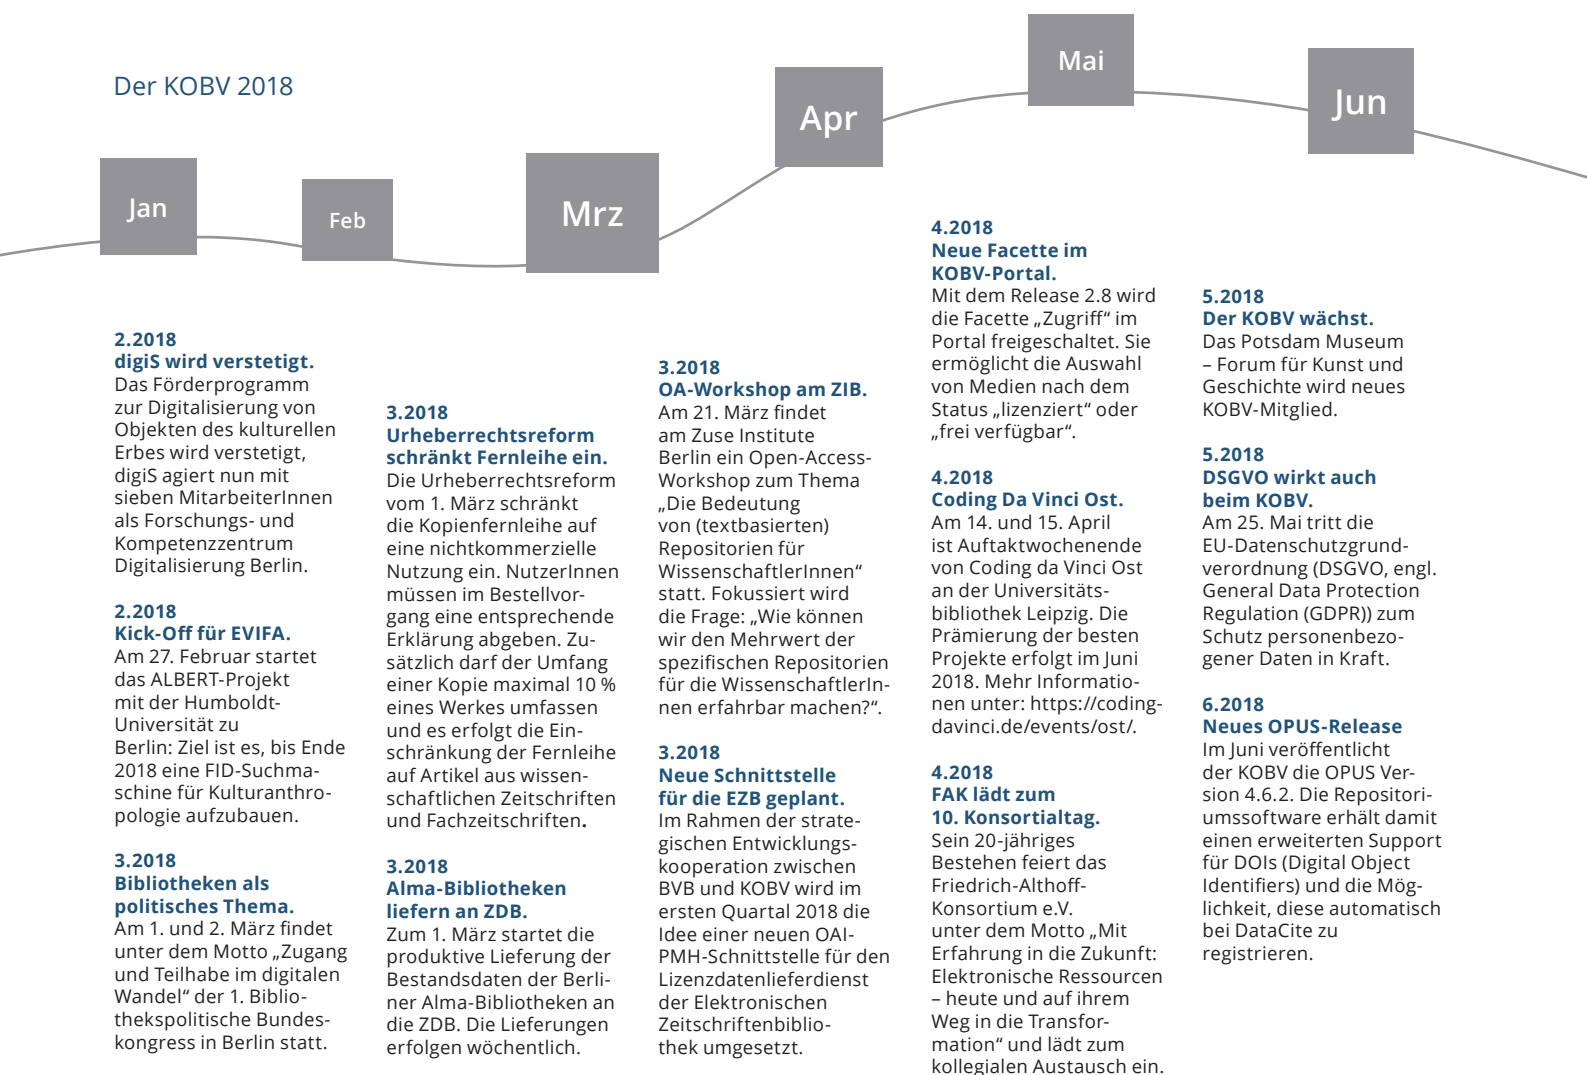 Der KOBV 2018
Jan
Feb
Mrz
Apr
Mai
Jun
2.2018
digiS wird verstetigt.
Das Förderprogramm
zur Digitalisierung von
Objekten des kulturellen
Erbes wird verstetigt,
digiS agiert nun mit
sieben MitarbeiterInnen
als Forschungs- und
Kompetenzzentrum
Digitalisierung Berlin.
2.2018
Kick-Off für EVIFA.
Am 27. Februar startet
das ALBERT-Projekt
mit der Humboldt-
Universität zu
Berlin: Ziel ist es, bis Ende
2018 eine FID-Suchma-
schine für Kulturanthro-
pologie aufzubauen.
3.2018
Bibliotheken als
politisches Thema.
Am 1. und 2. März findet
unter dem Motto „Zugang
und Teilhabe im digitalen
Wandel“ der 1. Biblio-
thekspolitische Bundes-
kongress in Berlin statt.
3.2018
Urheberrechtsreform
schränkt Fernleihe ein.
Die Urheberrechtsreform
vom 1. März schränkt
die Kopienfernleihe auf
eine nichtkommerzielle
Nutzung ein. NutzerInnen
müssen im Bestellvor-
gang eine entsprechende
Erklärung abgeben. Zu-
sätzlich darf der Umfang
einer Kopie maximal 10 %
eines Werkes umfassen
und es erfolgt die Ein-
schränkung der Fernleihe
auf Artikel aus wissen-
schaftlichen Zeitschriften
und Fachzeitschriften.
3.2018
Alma-Bibliotheken
liefern an ZDB.
Zum 1. März startet die
produktive Lieferung der
Bestandsdaten der Berli-
ner Alma-Bibliotheken an
die ZDB. Die Lieferungen
erfolgen wöchentlich.
3.2018
OA-Workshop am ZIB.
Am 21. März findet
am Zuse Institute
Berlin ein Open-Access-
Workshop zum Thema
„Die Bedeutung
von (textbasierten)
Repositorien für
WissenschaftlerInnen“
statt. Fokussiert wird
die Frage: „Wie können
wir den Mehrwert der
spezifischen Repositorien
für die WissenschaftlerIn-
nen erfahrbar machen?“.
3.2018
Neue Schnittstelle
für die EZB geplant.
Im Rahmen der strate-
gischen Entwicklungs-
kooperation zwischen
BVB und KOBV wird im
ersten Quartal 2018 die
Idee einer neuen OAI-
PMH-Schnittstelle für den
Lizenzdatenlieferdienst
der Elektronischen
Zeitschriftenbiblio-
thek umgesetzt.
4.2018
Neue Facette im
KOBV-Portal.
Mit dem Release 2.8 wird
die Facette „Zugriff“ im
Portal freigeschaltet. Sie
ermöglicht die Auswahl
von Medien nach dem
Status „lizenziert“ oder
„frei verfügbar“.
4.2018
Coding Da Vinci Ost.
Am 14. und 15. April
ist Auftaktwochenende
von Coding da Vinci Ost
an der Universitäts-
bibliothek Leipzig. Die
Prämierung der besten
Projekte erfolgt im Juni
2018. Mehr Informatio-
nen unter: https://coding-
davinci.de/events/ost/.
4.2018
FAK lädt zum
10. Konsortialtag.
Sein 20-jähriges
Bestehen feiert das
Friedrich-Althoff-
Konsortium e.V.
unter dem Motto „Mit
Erfahrung in die Zukunft:
Elektronische Ressourcen
– heute und auf ihrem
Weg in die Transfor-
mation“ und lädt zum
kollegialen Austausch ein.
5.2018
Der KOBV wächst.
Das Potsdam Museum
– Forum für Kunst und
Geschichte wird neues
KOBV-Mitglied.
5.2018
DSGVO wirkt auch
beim KOBV.
Am 25. Mai tritt die
EU-Datenschutzgrund-
verordnung (DSGVO, engl.
General Data Protection
Regulation (GDPR)) zum
Schutz personenbezo-
gener Daten in Kraft.
6.2018
Neues OPUS-Release
Im Juni veröffentlicht
der KOBV die OPUS Ver-
sion 4.6.2. Die Repositori-
umssoftware erhält damit
einen erweiterten Support
für DOIs (Digital Object
Identifiers) und die Mög-
lichkeit, diese automatisch
bei DataCite zu
registrieren.